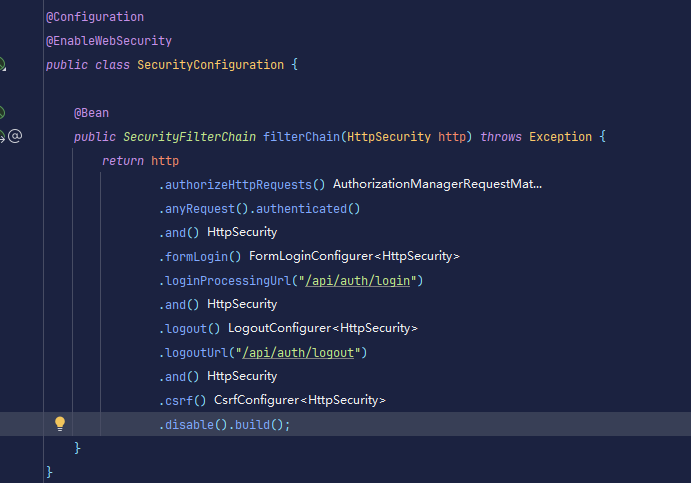 @Configuration
@EnableWebSecurity
public class SecurityConfiguration {
@Bean
public SecurityFilterChain filterChain(HttpSecurity http) throws Exception {
return http
.authorizeHttpRequests() AuthorizationManagerRequestMat…
.anyRequest().authenticated()
.and() HttpSecurity
.formLogin() FormLoginConfigurer<HttpSecurity>
.loginProcessingUrl("/api/auth/login")
.and() HttpSecurity
.logout() LogoutConfigurer<HttpSecurity>
.logoutUrl("/api/auth/logout")
.and() HttpSecurity
.csrf() CsrfConfigurer<HttpSecurity>
.disable().build();
}
}